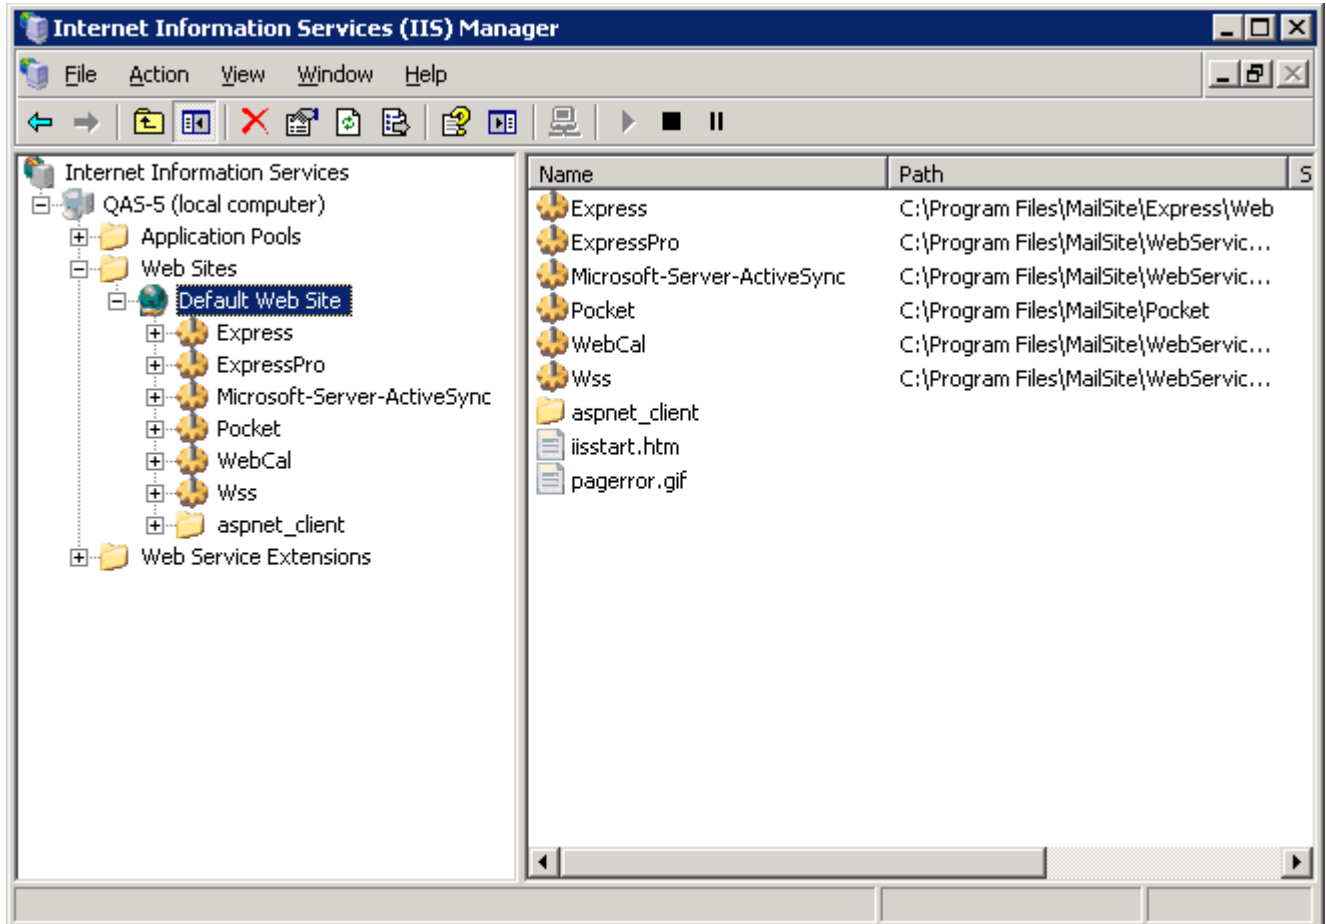 Internet Information Services (IIS) Manager
File Action View Window Help
Internet Information Services
QAS-5 (local computer)
Application Pools
Web Sites
Default Web Site
Express
ExpressPro
Microsoft-Server-ActiveSync
Pocket
WebCal
Wss
aspnet_client
Web Service Extensions
Name Path S
Express C:\Program Files\MailSite\Express\Web
ExpressPro C:\Program Files\MailSite\WebServic...
Microsoft-Server-ActiveSync C:\Program Files\MailSite\WebServic...
Pocket C:\Program Files\MailSite\Pocket
WebCal C:\Program Files\MailSite\WebServic...
Wss C:\Program Files\MailSite\WebServic...
aspnet_client
iisstart.htm
pagerror.gif